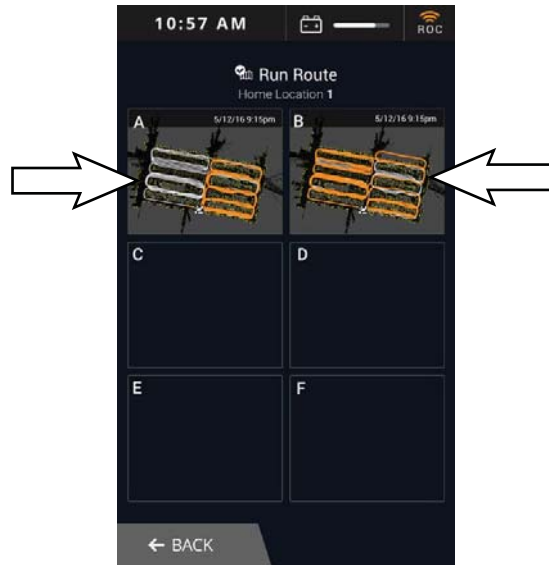 10:57 AM
ROC
Run Route
Home Location 1
A 5/12/16 9:15pm
B 5/12/16 9:15pm
C
D
E
F
← BACK